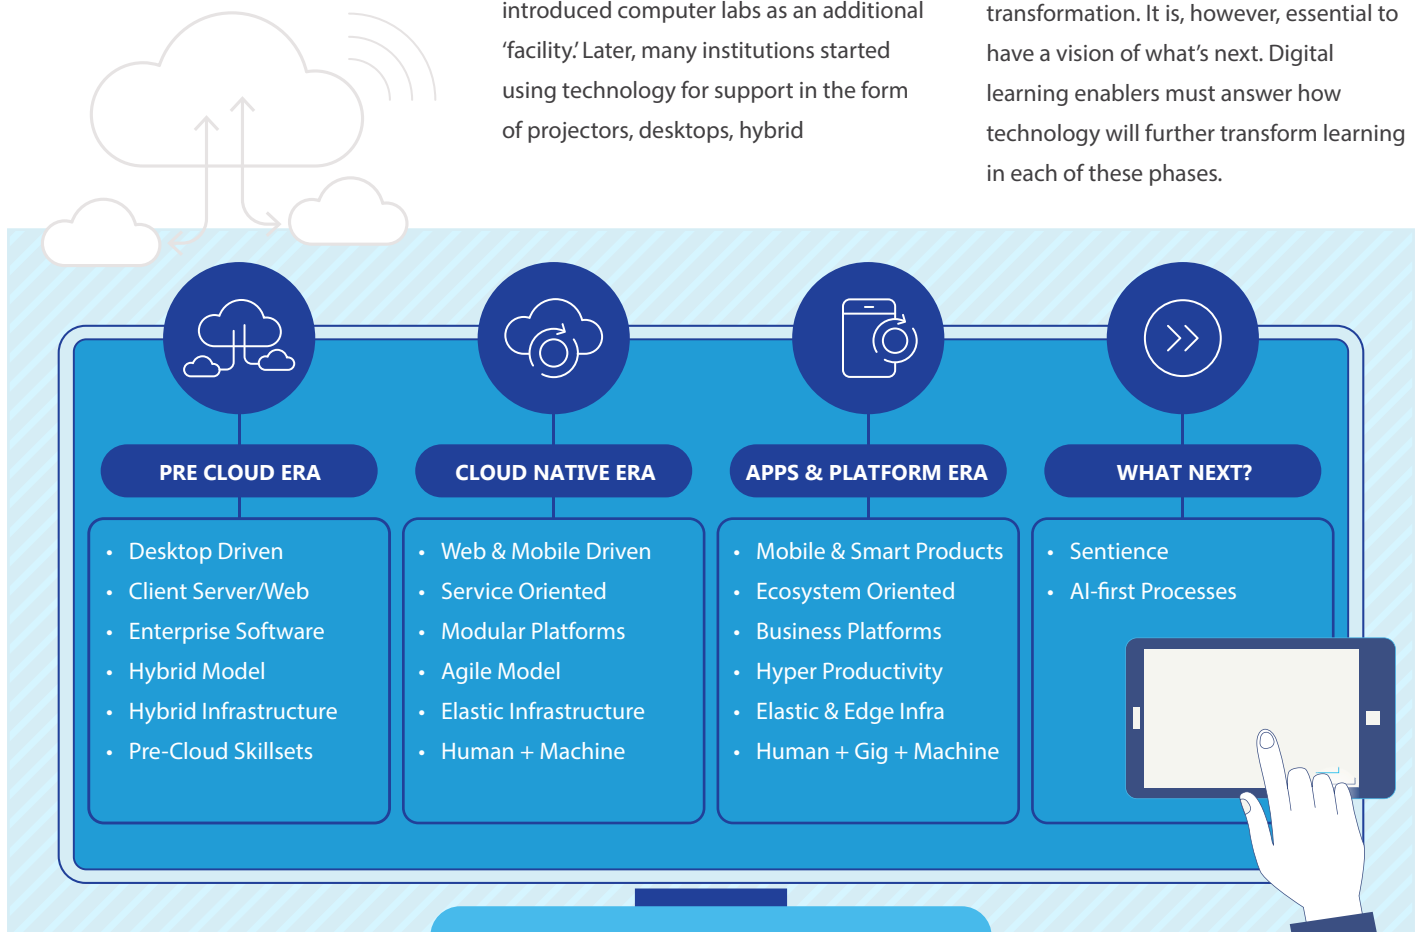 introduced computer labs as an additional
‘facility.’ Later, many institutions started
using technology for support in the form
of projectors, desktops, hybrid
transformation. It is, however, essential to
have a vision of what’s next. Digital
learning enablers must answer how
technology will further transform learning
in each of these phases.
PRE CLOUD ERA
• Desktop Driven
• Client Server/Web
• Enterprise Software
• Hybrid Model
• Hybrid Infrastructure
• Pre-Cloud Skillsets
CLOUD NATIVE ERA
• Web & Mobile Driven
• Service Oriented
• Modular Platforms
• Agile Model
• Elastic Infrastructure
• Human + Machine
APPS & PLATFORM ERA
• Mobile & Smart Products
• Ecosystem Oriented
• Business Platforms
• Hyper Productivity
• Elastic & Edge Infra
• Human + Gig + Machine
WHAT NEXT?
• Sentience
• AI-first Processes